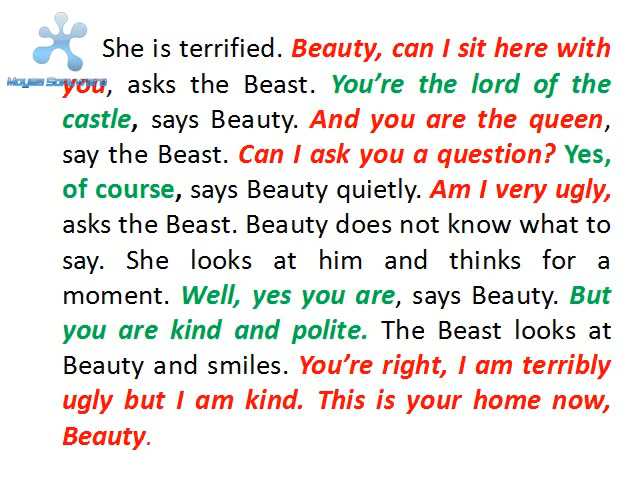 She is terrified. Beauty, can I sit here with
you, asks the Beast. You're the lord of the
castle, says Beauty. And you are the queen,
say the Beast. Can I ask you a question? Yes,
of course, says Beauty quietly. Am I very ugly,
asks the Beast. Beauty does not know what to
say. She looks at him and thinks for a
moment. Well, yes you are, says Beauty. But
you are kind and polite. The Beast looks at
Beauty and smiles. You're right, I am terribly
ugly but I am kind. This is your home now,
Beauty.